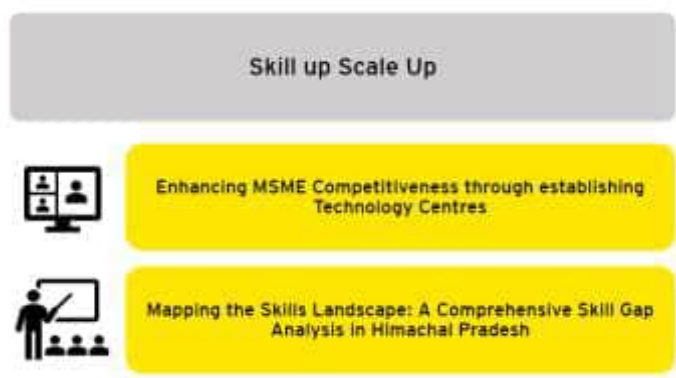 Skill up Scale Up
Enhancing MSME Competitiveness through establishing
Technology Centres
Mapping the Skills Landscape: A Comprehensive Skill Gap
Analysis in Himachal Pradesh